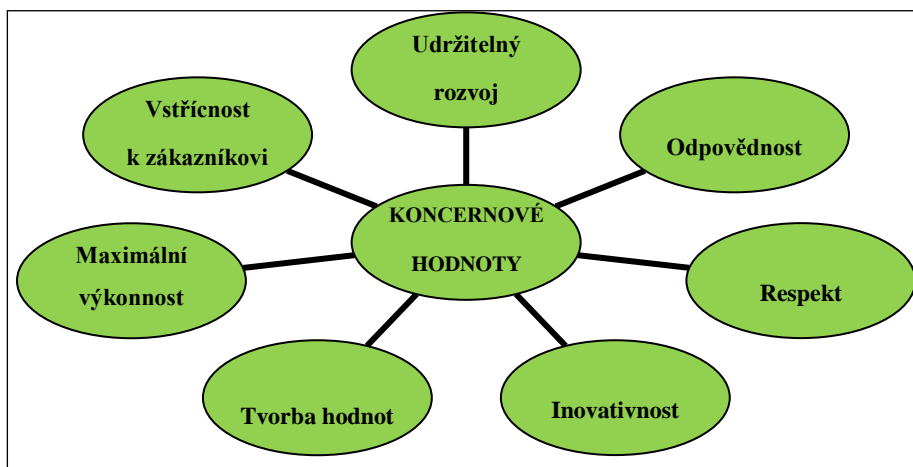 Udržitelný
rozvoj
Vstřícnost
k zákazníkovi
Odpovědnost
KONCERNOVÉ
HODNOTY
Maximální
výkonnost
Respekt
Tvorba hodnot
Inovativnost